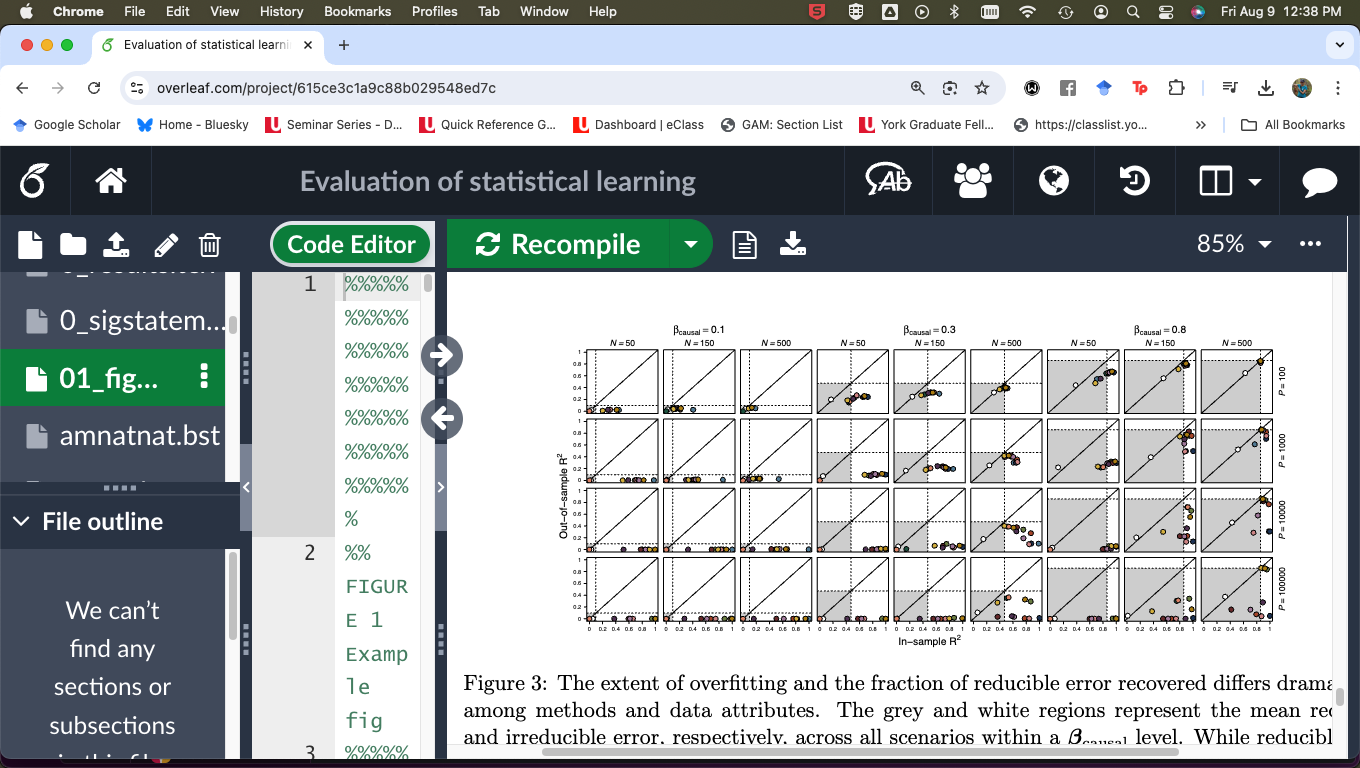 Chrome File Edit View History Bookmarks Profiles Tab Window Help Fri Aug 9 12:38 PM
Evaluation of statistical learni
overleaf.com/project/615ce3c1a9c88b029548ed7c
Google Scholar Home - Bluesky Seminar Series - D... Quick Reference G... Dashboard | eClass GAM: Section List York Graduate Fell... https://classlist.yo... » All Bookmarks
Evaluation of statistical learning
Code Editor Recompile 85%
0_sigstatem...
01_fig...
amnatnat.bst
File outline
We can't
find any
sections or
subsections
1 %%%%%
%%%%%
%%%%%
%%%%%
%%%%%
%%%%%
%%%%%
%
2 %%
FIGUR
E 1
Examp
le
fig
3 %%%%%
βcausal = 0.1 βcausal = 0.3 βcausal = 0.8
N = 50 N = 150 N = 500 N = 50 N = 150 N = 500 N = 50 N = 150 N = 500
P = 100
P = 1000
P = 10000
P = 100000
Out-of-sample R²
In-sample R²
Figure 3: The extent of overfitting and the fraction of reducible error recovered differs drama
among methods and data attributes. The grey and white regions represent the mean rec
and irreducible error, respectively, across all scenarios within a βcausal level. While reducibl